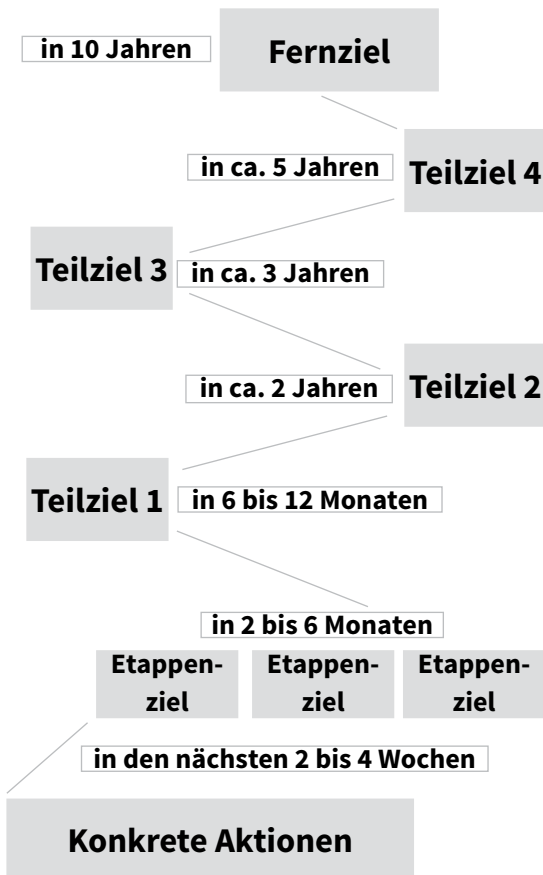 in 10 Jahren
Fernziel
in ca. 5 Jahren
Teilziel 4
Teilziel 3
in ca. 3 Jahren
in ca. 2 Jahren
Teilziel 2
Teilziel 1
in 6 bis 12 Monaten
in 2 bis 6 Monaten
Etappen-
ziel
Etappen-
ziel
Etappen-
ziel
in den nächsten 2 bis 4 Wochen
Konkrete Aktionen